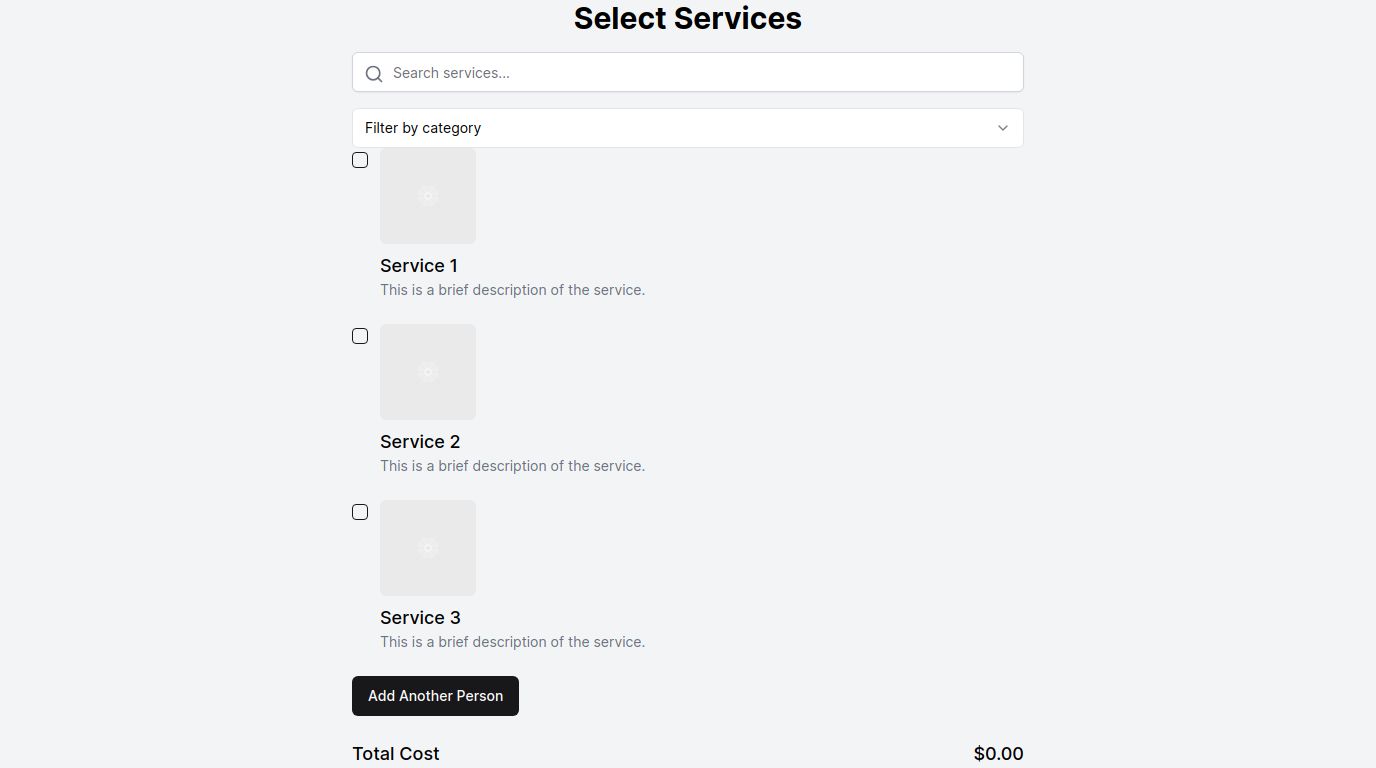 Select Services
Search services...
Filter by category
Service 1
This is a brief description of the service.
Service 2
This is a brief description of the service.
Service 3
This is a brief description of the service.
Add Another Person
Total Cost $0.00